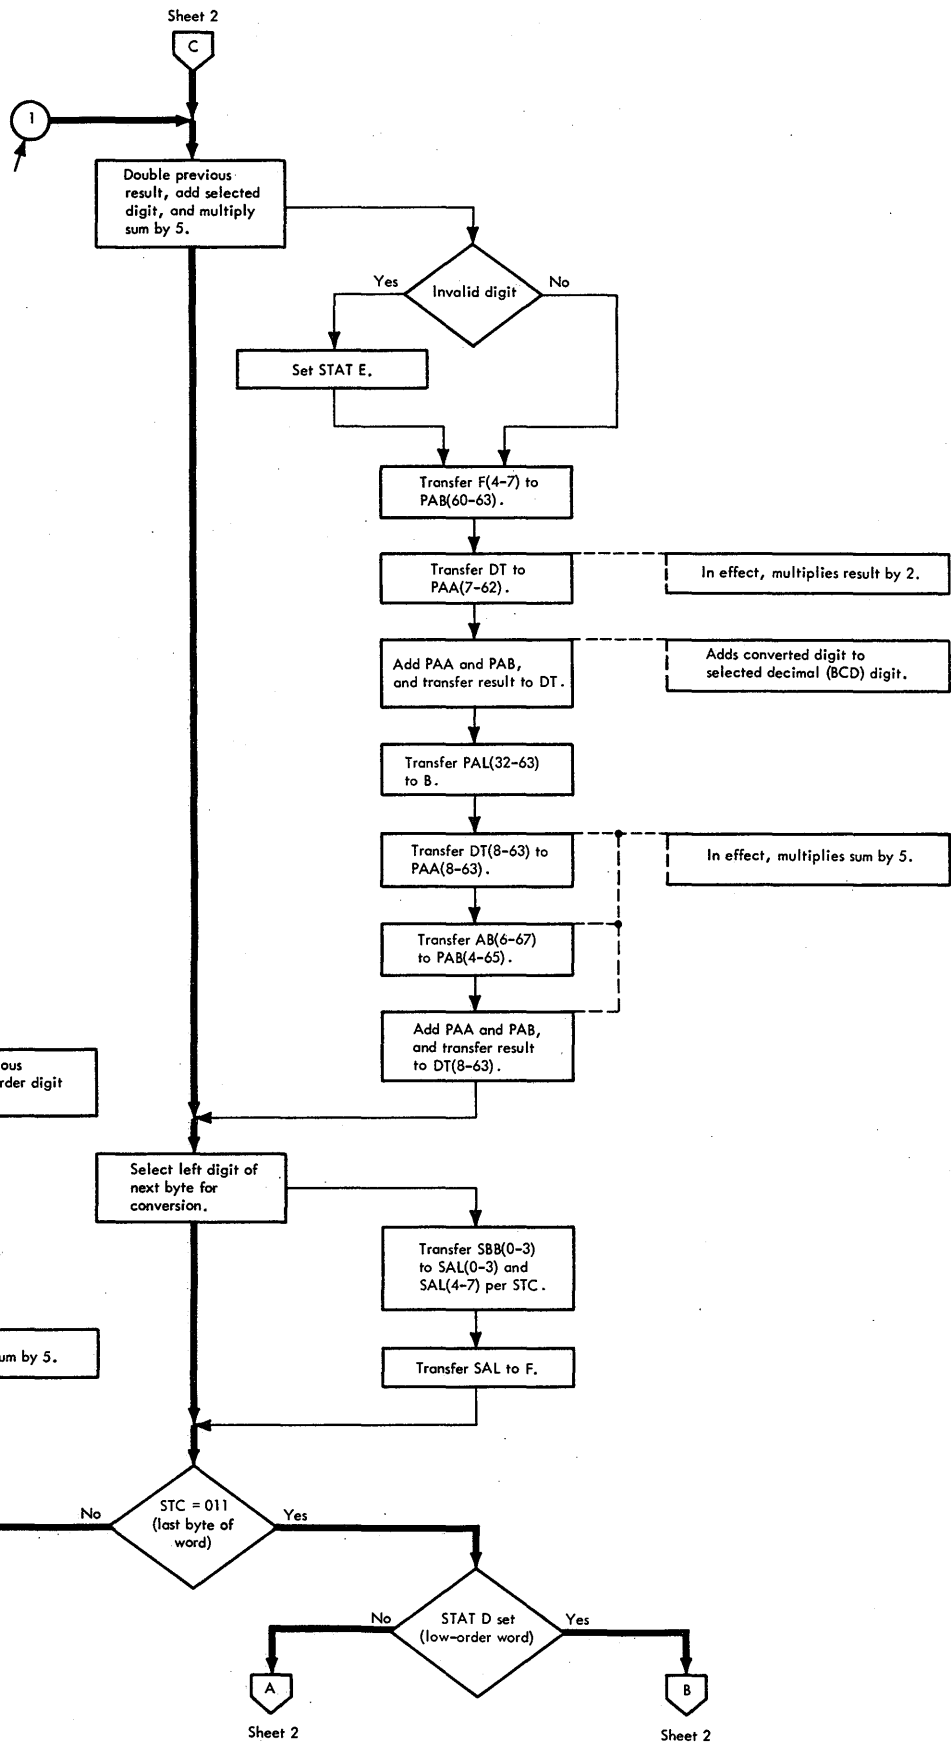 Sheet 2
C
1
Double previous
result, add selected
digit, and multiply
sum by 5.
Yes
Invalid digit
No
Set STAT E.
Transfer F(4-7) to
PAB(60-63).
Transfer DT to
PAA(7-62).
In effect, multiplies result by 2.
Add PAA and PAB,
and transfer result to DT.
Adds converted digit to
selected decimal (BCD) digit.
Transfer PAL(32-63)
to B.
Transfer DT(8-63) to
PAA(8-63).
In effect, multiplies sum by 5.
Transfer AB(6-67)
to PAB(4-65).
Add PAA and PAB,
and transfer result
to DT(8-63).
ous
rder digit
Select left digit of
next byte for
conversion.
Transfer SBB(0-3)
to SAL(0-3) and
SAL(4-7) per STC.
um by 5.
Transfer SAL to F.
No
STC = 011
(last byte of
word)
Yes
No
STAT D set
(low-order word)
Yes
A
B
Sheet 2
Sheet 2